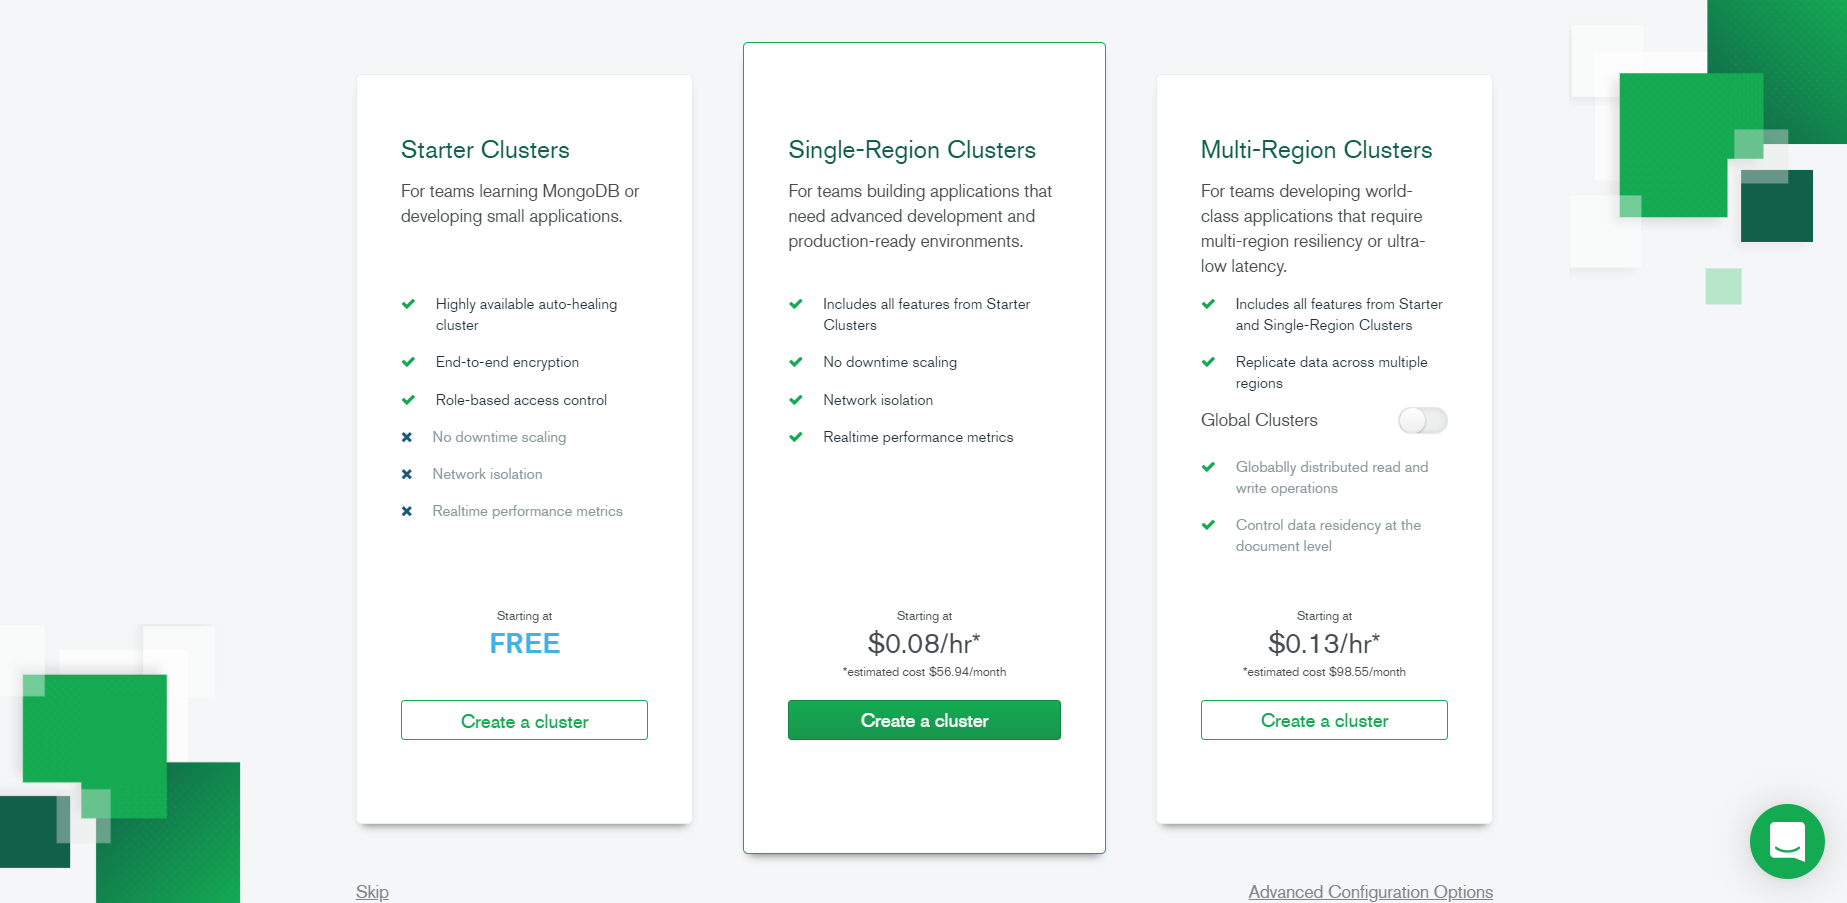 Starter Clusters
For teams learning MongoDB or
developing small applications.
Highly available auto-healing
cluster
End-to-end encryption
Role-based access control
No downtime scaling
Network isolation
Realtime performance metrics
Starting at
FREE
Create a cluster
Single-Region Clusters
For teams building applications that
need advanced development and
production-ready environments.
Includes all features from Starter
Clusters
No downtime scaling
Network isolation
Realtime performance metrics
Starting at
$0.08/hr*
*estimated cost $56.94/month
Create a cluster
Multi-Region Clusters
For teams developing world-
class applications that require
multi-region resiliency or ultra-
low latency.
Includes all features from Starter
and Single-Region Clusters
Replicate data across multiple
regions
Global Clusters
Globablly distributed read and
write operations
Control data residency at the
document level
Starting at
$0.13/hr*
*estimated cost $98.55/month
Create a cluster
Skip
Advanced Configuration Options